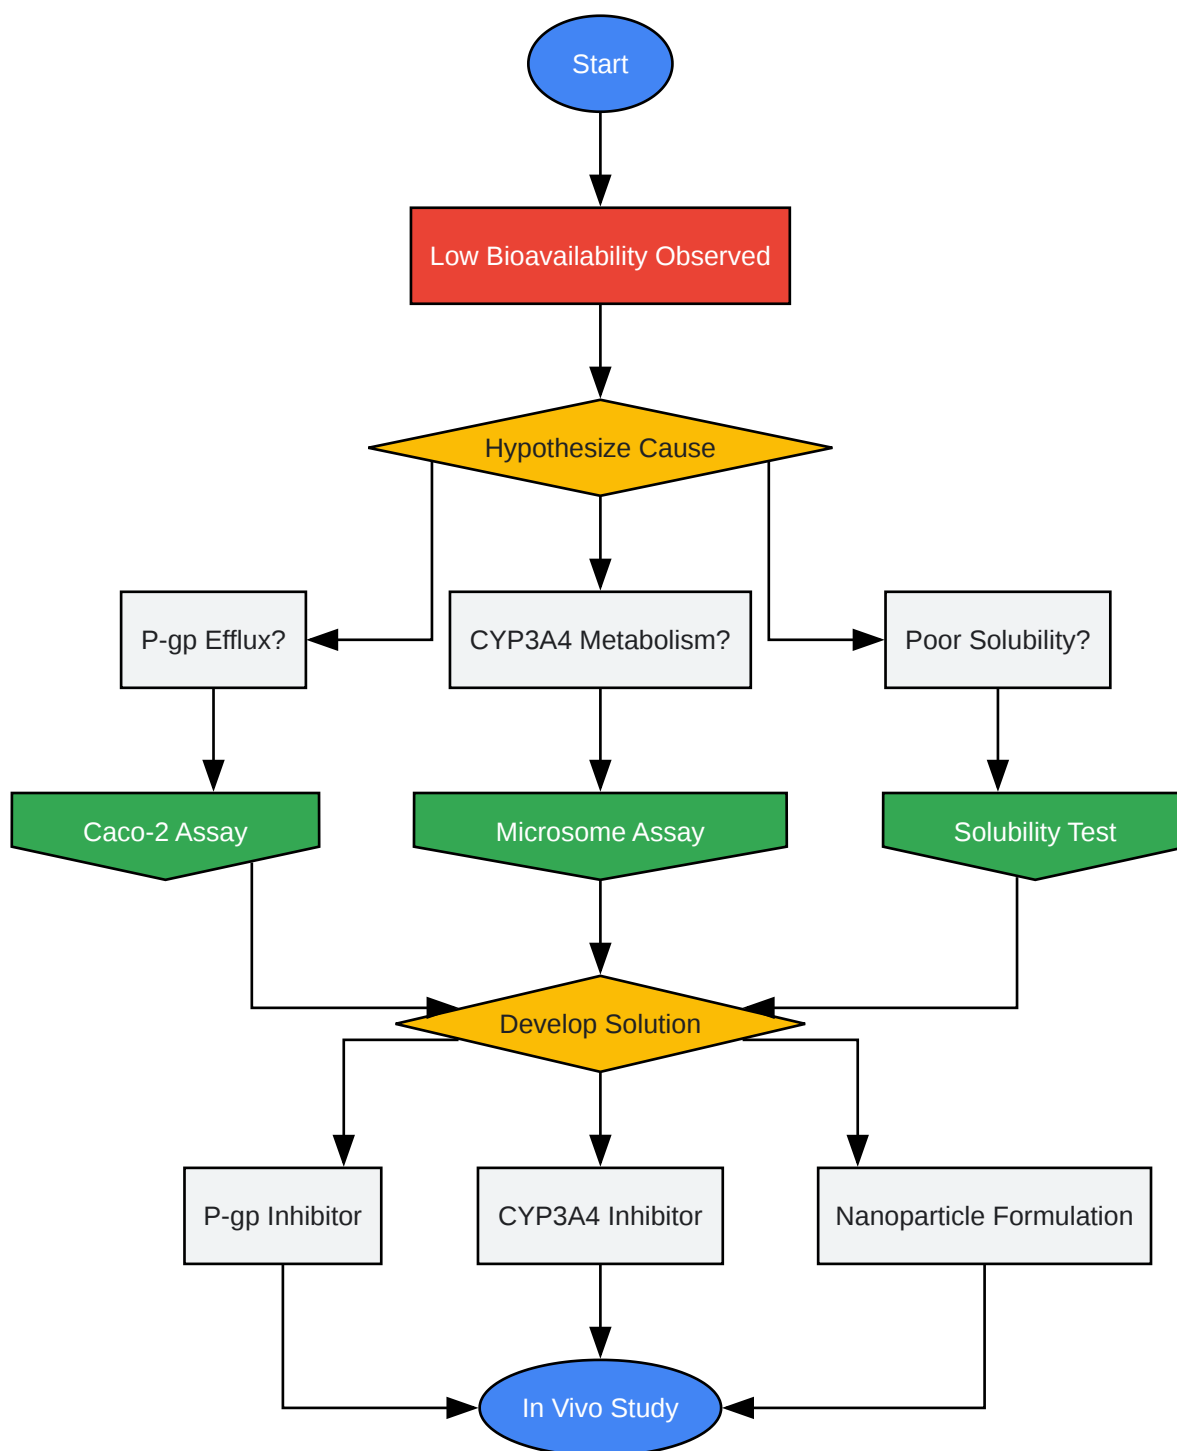 Start
Low Bioavailability Observed
Hypothesize Cause
P-gp Efflux?
CYP3A4 Metabolism?
Poor Solubility?
Caco-2 Assay
Microsome Assay
Solubility Test
Develop Solution
P-gp Inhibitor
CYP3A4 Inhibitor
Nanoparticle Formulation
In Vivo Study